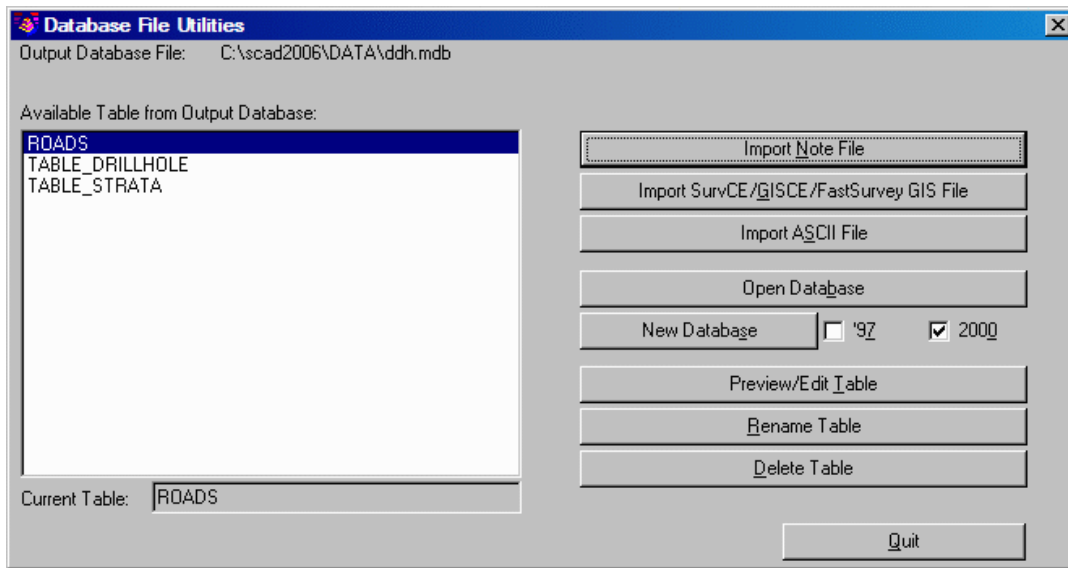 Database File Utilities
Output Database File: C:\scad2006\DATA\ddh.mdb
Available Table from Output Database:
ROADS
TABLE_DRILLHOLE
TABLE_STRATA
Current Table: ROADS
Import Note File
Import SurvCE/GISCE/FastSurvey GIS File
Import ASCII File
Open Database
New Database '97 2000
Preview/Edit Table
Rename Table
Delete Table
Quit